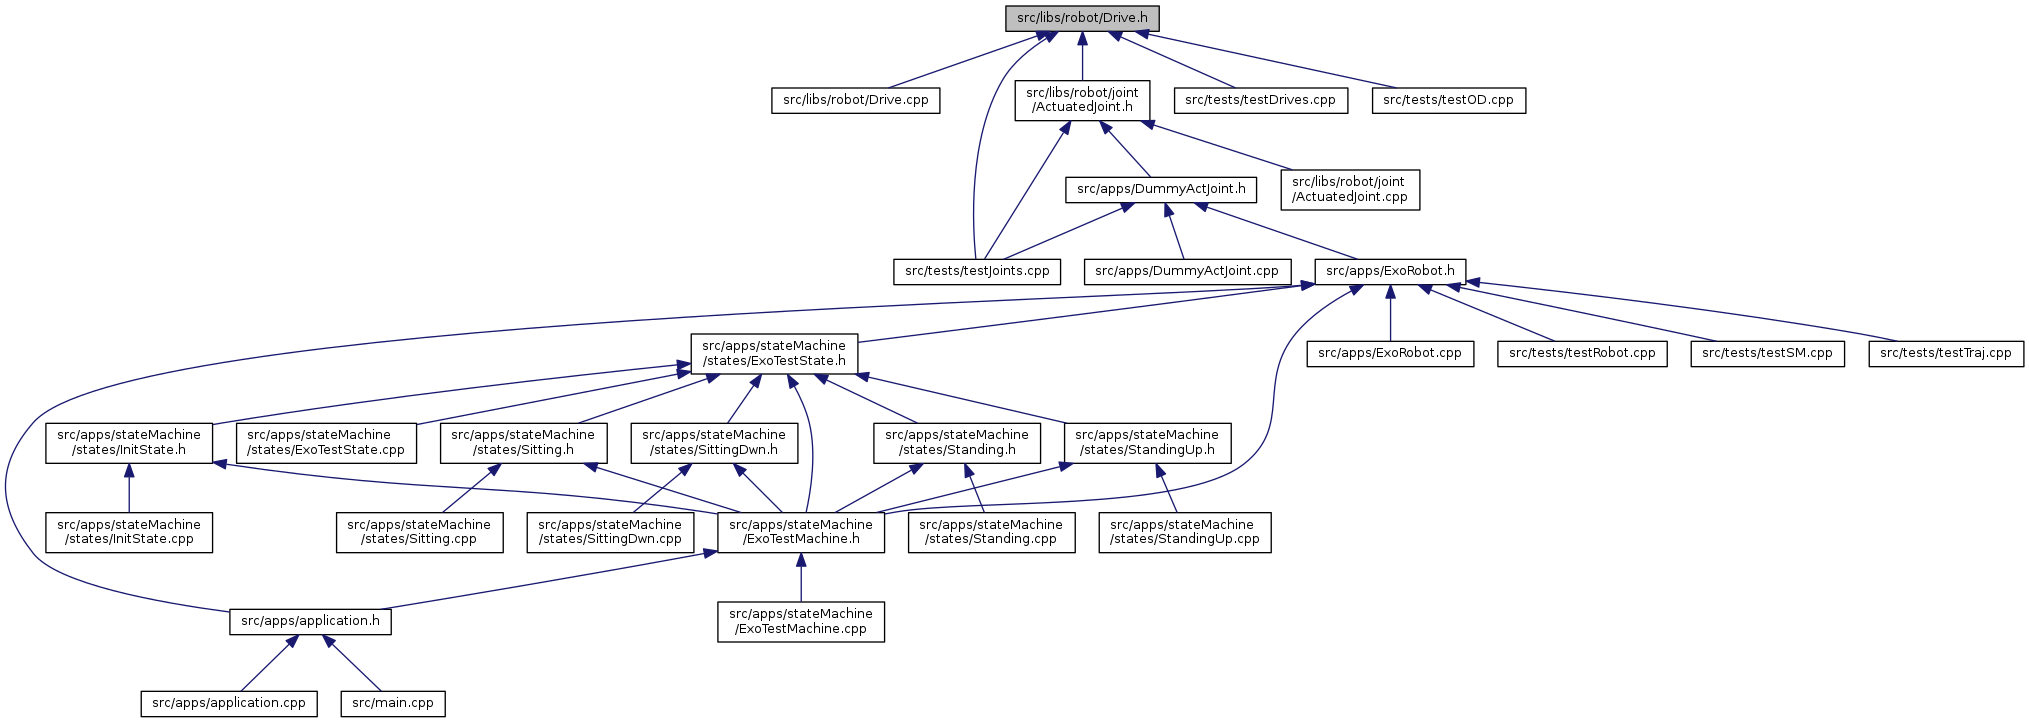 src/libs/robot/Drive.h
src/libs/robot/Drive.cpp
src/libs/robot/joint
/ActuatedJoint.h
src/tests/testDrives.cpp
src/tests/testOD.cpp
src/apps/DummyActJoint.h
src/libs/robot/joint
/ActuatedJoint.cpp
src/tests/testJoints.cpp
src/apps/DummyActJoint.cpp
src/apps/ExoRobot.h
src/apps/stateMachine
/states/ExoTestState.h
src/apps/ExoRobot.cpp
src/tests/testRobot.cpp
src/tests/testSM.cpp
src/tests/testTraj.cpp
src/apps/stateMachine
/states/InitState.h
src/apps/stateMachine
/states/ExoTestState.cpp
src/apps/stateMachine
/states/Sitting.h
src/apps/stateMachine
/states/SittingDwn.h
src/apps/stateMachine
/states/Standing.h
src/apps/stateMachine
/states/StandingUp.h
src/apps/stateMachine
/states/InitState.cpp
src/apps/stateMachine
/states/Sitting.cpp
src/apps/stateMachine
/states/SittingDwn.cpp
src/apps/stateMachine
/ExoTestMachine.h
src/apps/stateMachine
/states/Standing.cpp
src/apps/stateMachine
/states/StandingUp.cpp
src/apps/application.h
src/apps/stateMachine
/ExoTestMachine.cpp
src/apps/application.cpp
src/main.cpp